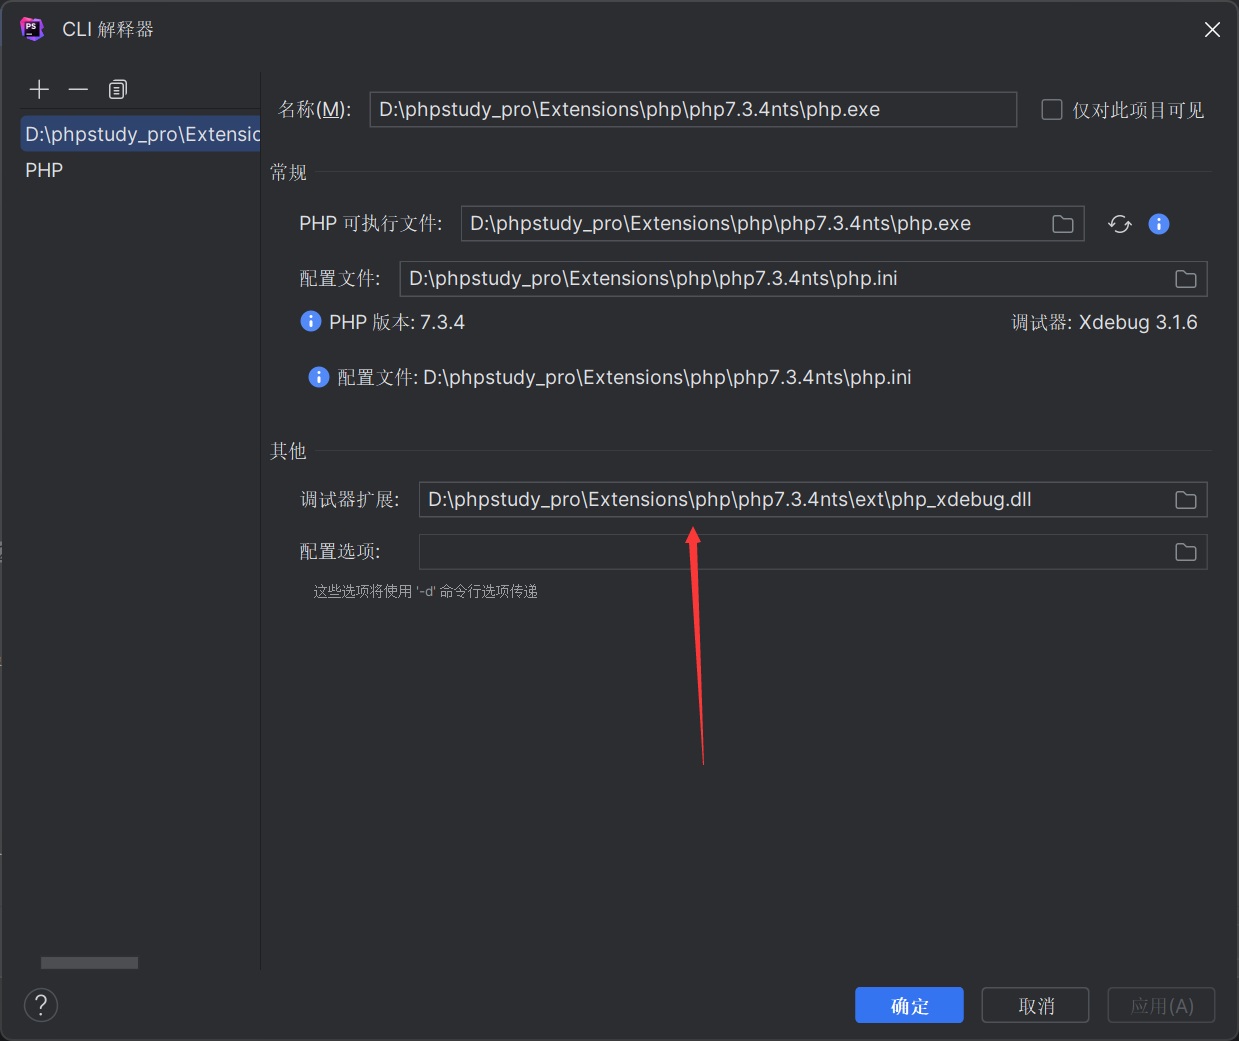 PS
CLI 解释器
D:\phpstudy_pro\Extensio
PHP
名称(M):
D:\phpstudy_pro\Extensions\php\php7.3.4nts\php.exe
仅对此项目可见
常规
PHP 可执行文件:
D:\phpstudy_pro\Extensions\php\php7.3.4nts\php.exe
配置文件:
D:\phpstudy_pro\Extensions\php\php7.3.4nts\php.ini
PHP 版本: 7.3.4
调试器: Xdebug 3.1.6
配置文件: D:\phpstudy_pro\Extensions\php\php7.3.4nts\php.ini
其他
调试器扩展:
D:\phpstudy_pro\Extensions\php\php7.3.4nts\ext\php_xdebug.dll
配置选项:
这些选项将使用 '-d' 命令行选项传递
?
确定
取消
应用(A)